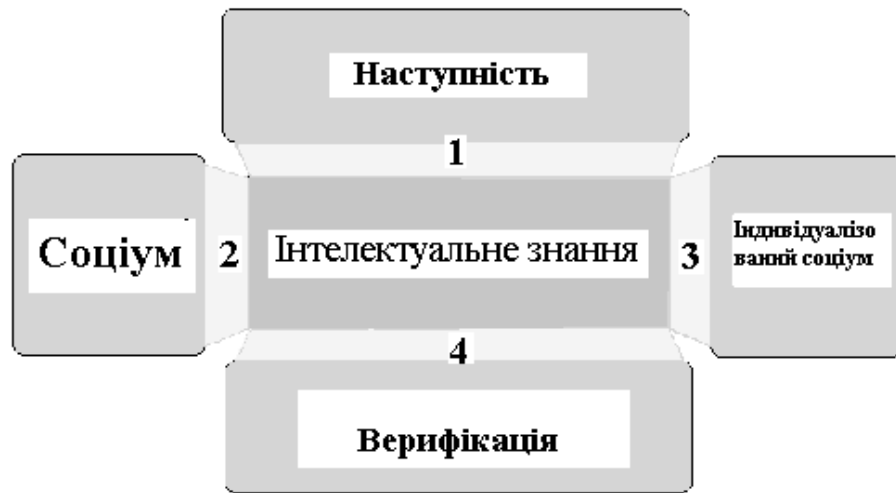 Наступність
1
Соціум
2
Інтелектуальне знання
3
Індивідуалізо
ваний соціум
4
Верифікація